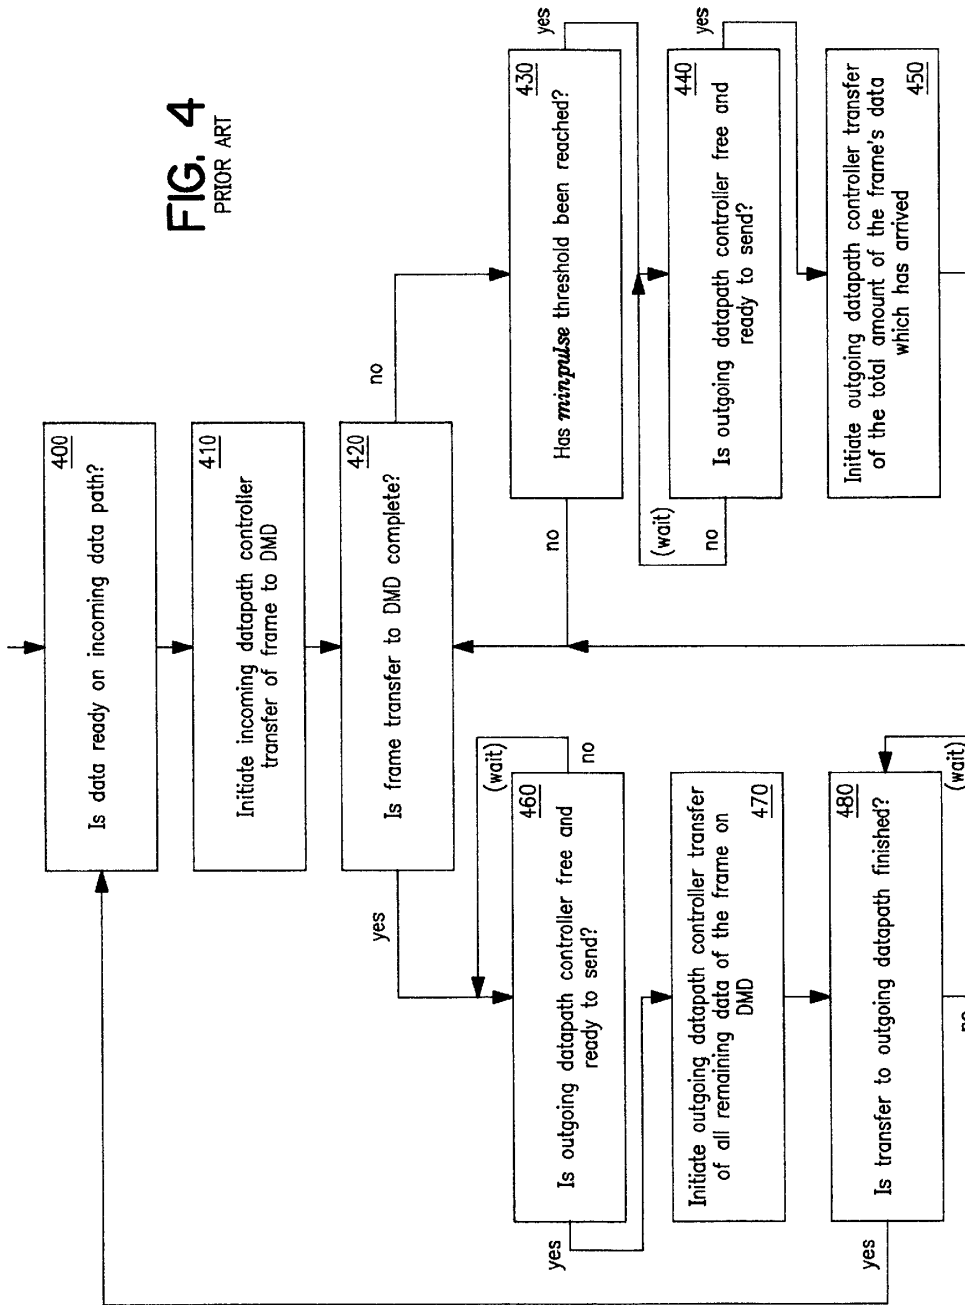 FIG. 4
PRIOR ART
400
Is data ready on incoming data path?
410
Initiate incoming datapath controller
transfer of frame to DMD
420
Is frame transfer to DMD complete?
yes
no
430
Has minpulse threshold been reached?
yes
no
(wait)
440
Is outgoing datapath controller free and
ready to send?
yes
no
450
Initiate outgoing datapath controller transfer
of the total amount of the frame's data
which has arrived
(wait)
460
Is outgoing datapath controller free and
ready to send?
no
yes
470
Initiate outgoing datapath controller transfer
of all remaining data of the frame on
DMD
480
Is transfer to outgoing datapath finished?
yes
(wait)
no